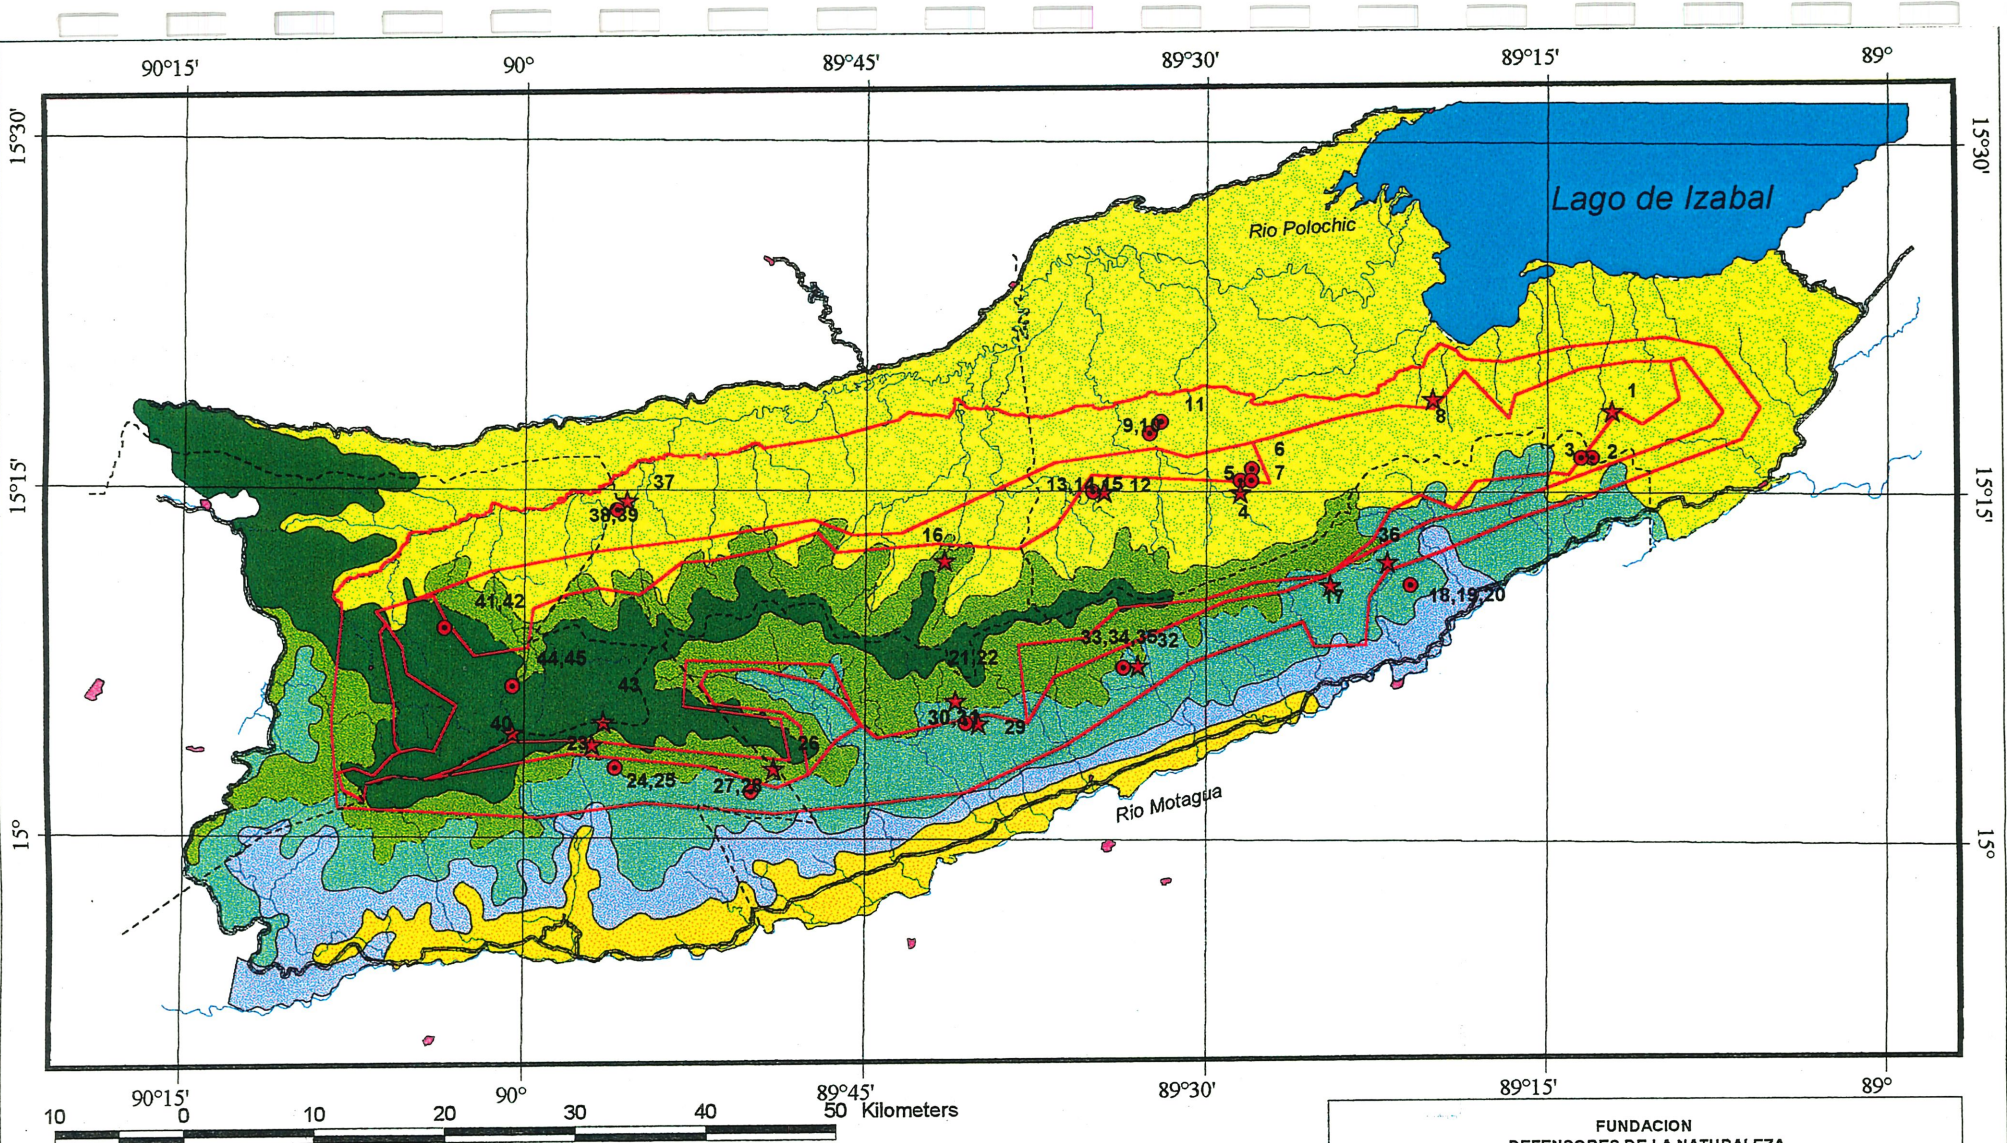 90°15' 90° 89°45' 89°30' 89°15' 89°
15°30' 15°30'
Lago de Izabal
Rio Polochic
1
11
8
9,10
6
3 2
5 7
37
13,14,15 12
15°15' 15°15'
38,39
4
16
36
41,42
17 18,19,20
33,34,35 32
44,45 21,22
43
40 30,31 29
23 26
24,25 27,28
Rio Motagua
15° 15°
90°15' 90° 89°45' 89°30' 89°15' 89°
10 0 10 20 30 40 50 Kilometers
FUNDACION
DEFENSORES DE LA NATURALEZA